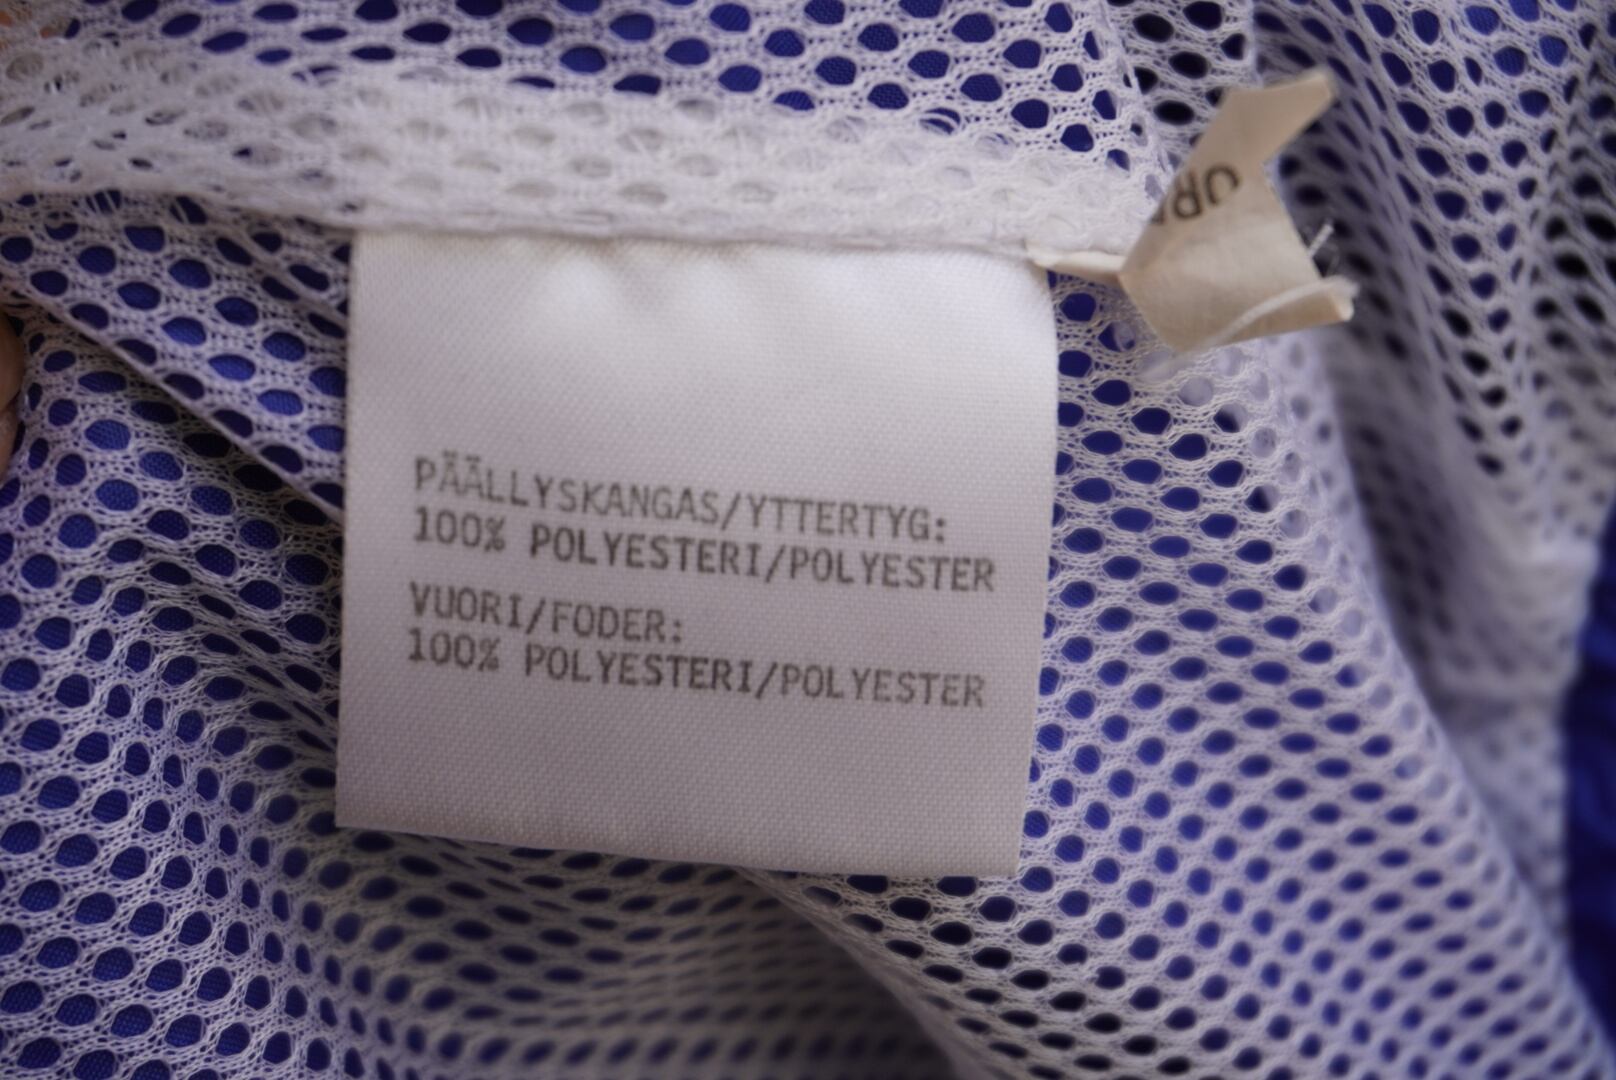 PÄÄLLYSKANGAS/YTTERTYG:
100% POLYESTERI/POLYESTER
VUORI/FODER:
100% POLYESTERI/POLYESTER